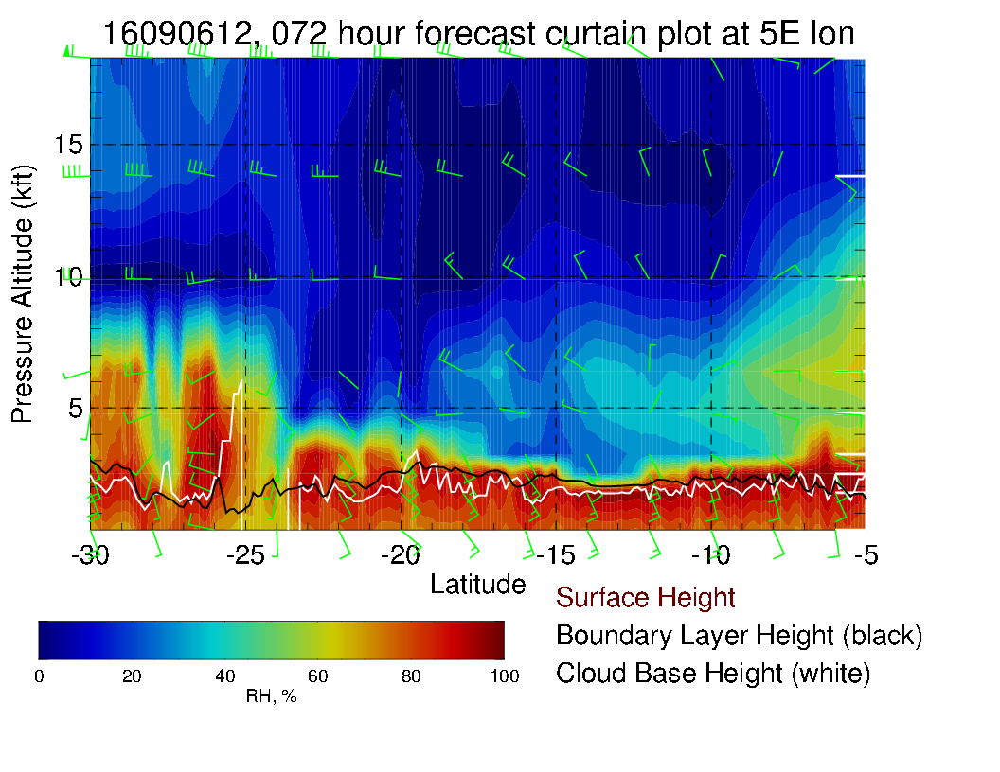 16090612, 072 hour forecast curtain plot at 5E lon
Pressure Altitude (kft)
15
10
5
-30 -25 -20 -15 -10 -5
Latitude
Surface Height
Boundary Layer Height (black)
Cloud Base Height (white)
0 20 40 60 80 100
RH, %